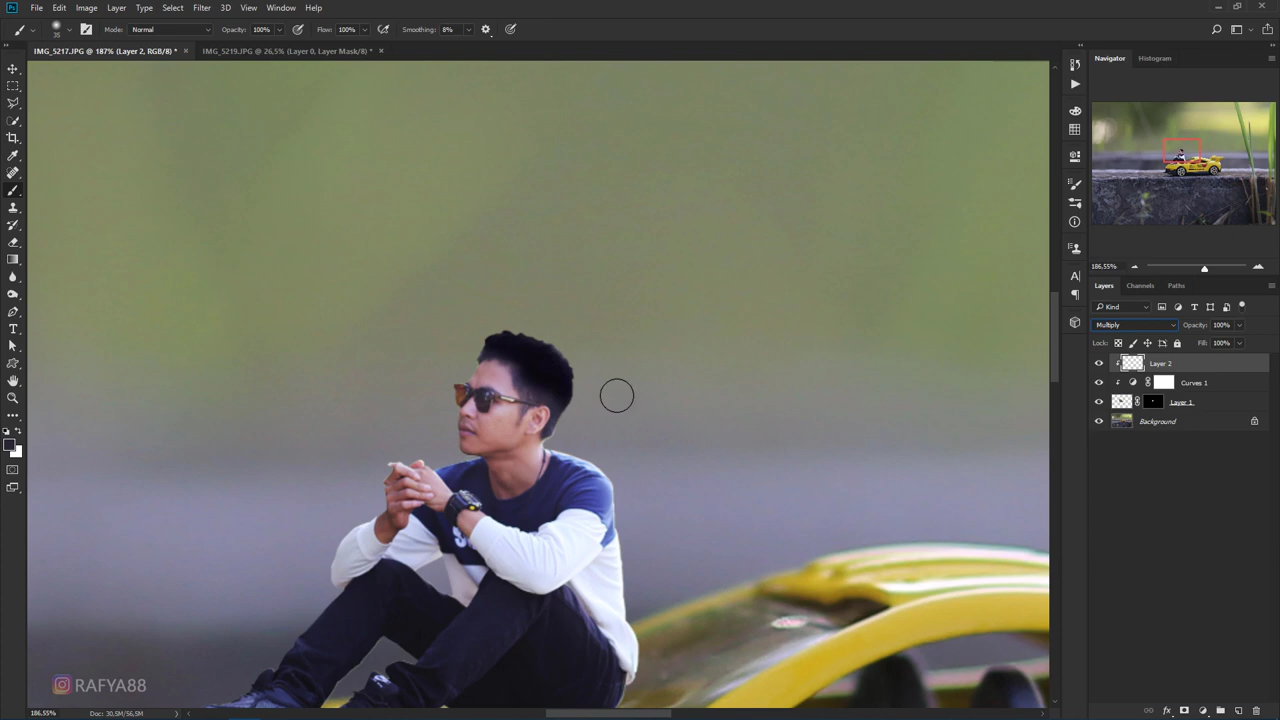 Ps File Edit Image Layer Type Select Filter 3D View Window Help
35 Mode: Normal Opacity: 100% Flow: 100% Smoothing: 8%
IMG_5217.JPG @ 187% (Layer 2, RGB/8) * × IMG_5219.JPG @ 26,5% (Layer 0, Layer Mask/8) * ×
Navigator Histogram
186,55%
Layers Channels Paths
Kind
Multiply Opacity: 100%
Lock: Fill: 100%
Layer 2
Curves 1
Layer 1
Background
RAFYA88
186,55% Doc: 30,5M/56,5M